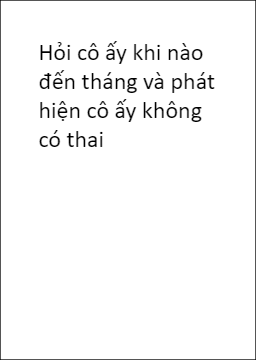 Hỏi cô ấy khi nào
đến tháng và phát
hiện cô ấy không
có thai